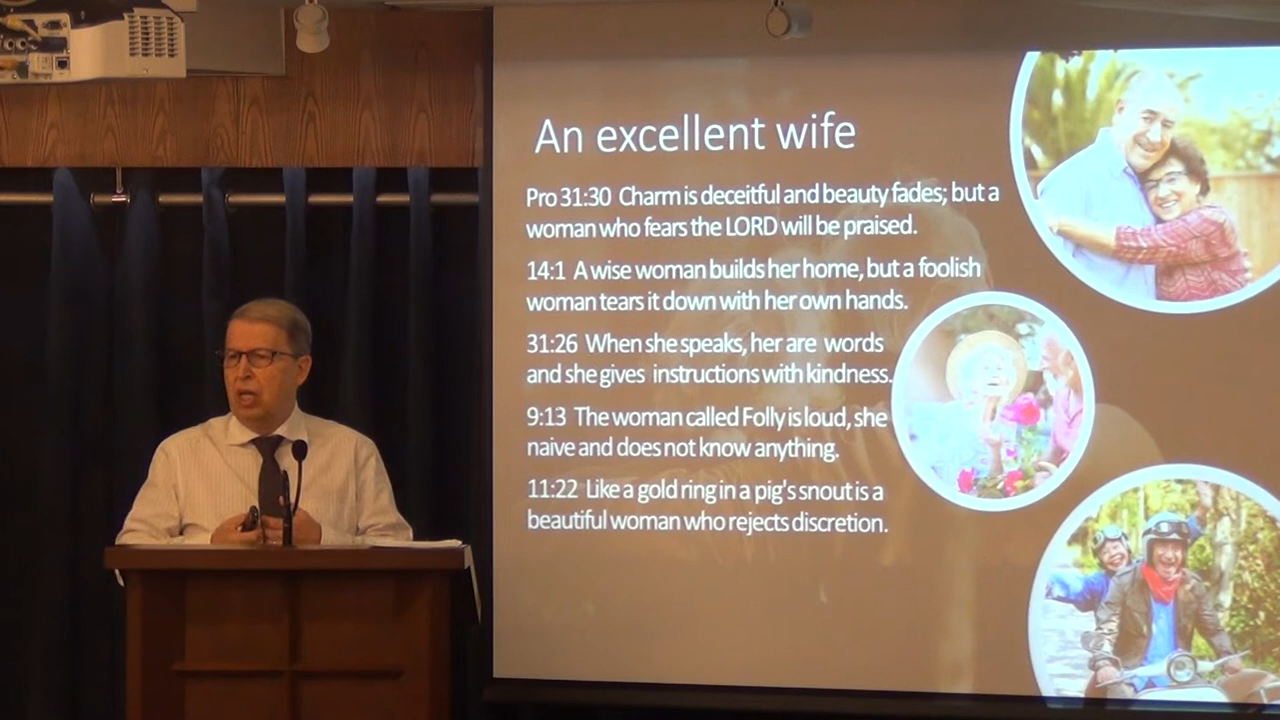 An excellent wife
Pro 31:30 Charm is deceitful and beauty fades; but a
woman who fears the LORD will be praised.
14:1 A wise woman builds her home, but a foolish
woman tears it down with her own hands.
31:26 When she speaks, her are words
and she gives instructions with kindness.
9:13 The woman called Folly is loud, she
naive and does not know anything.
11:22 Like a gold ring in a pig's snout is a
beautiful woman who rejects discretion.